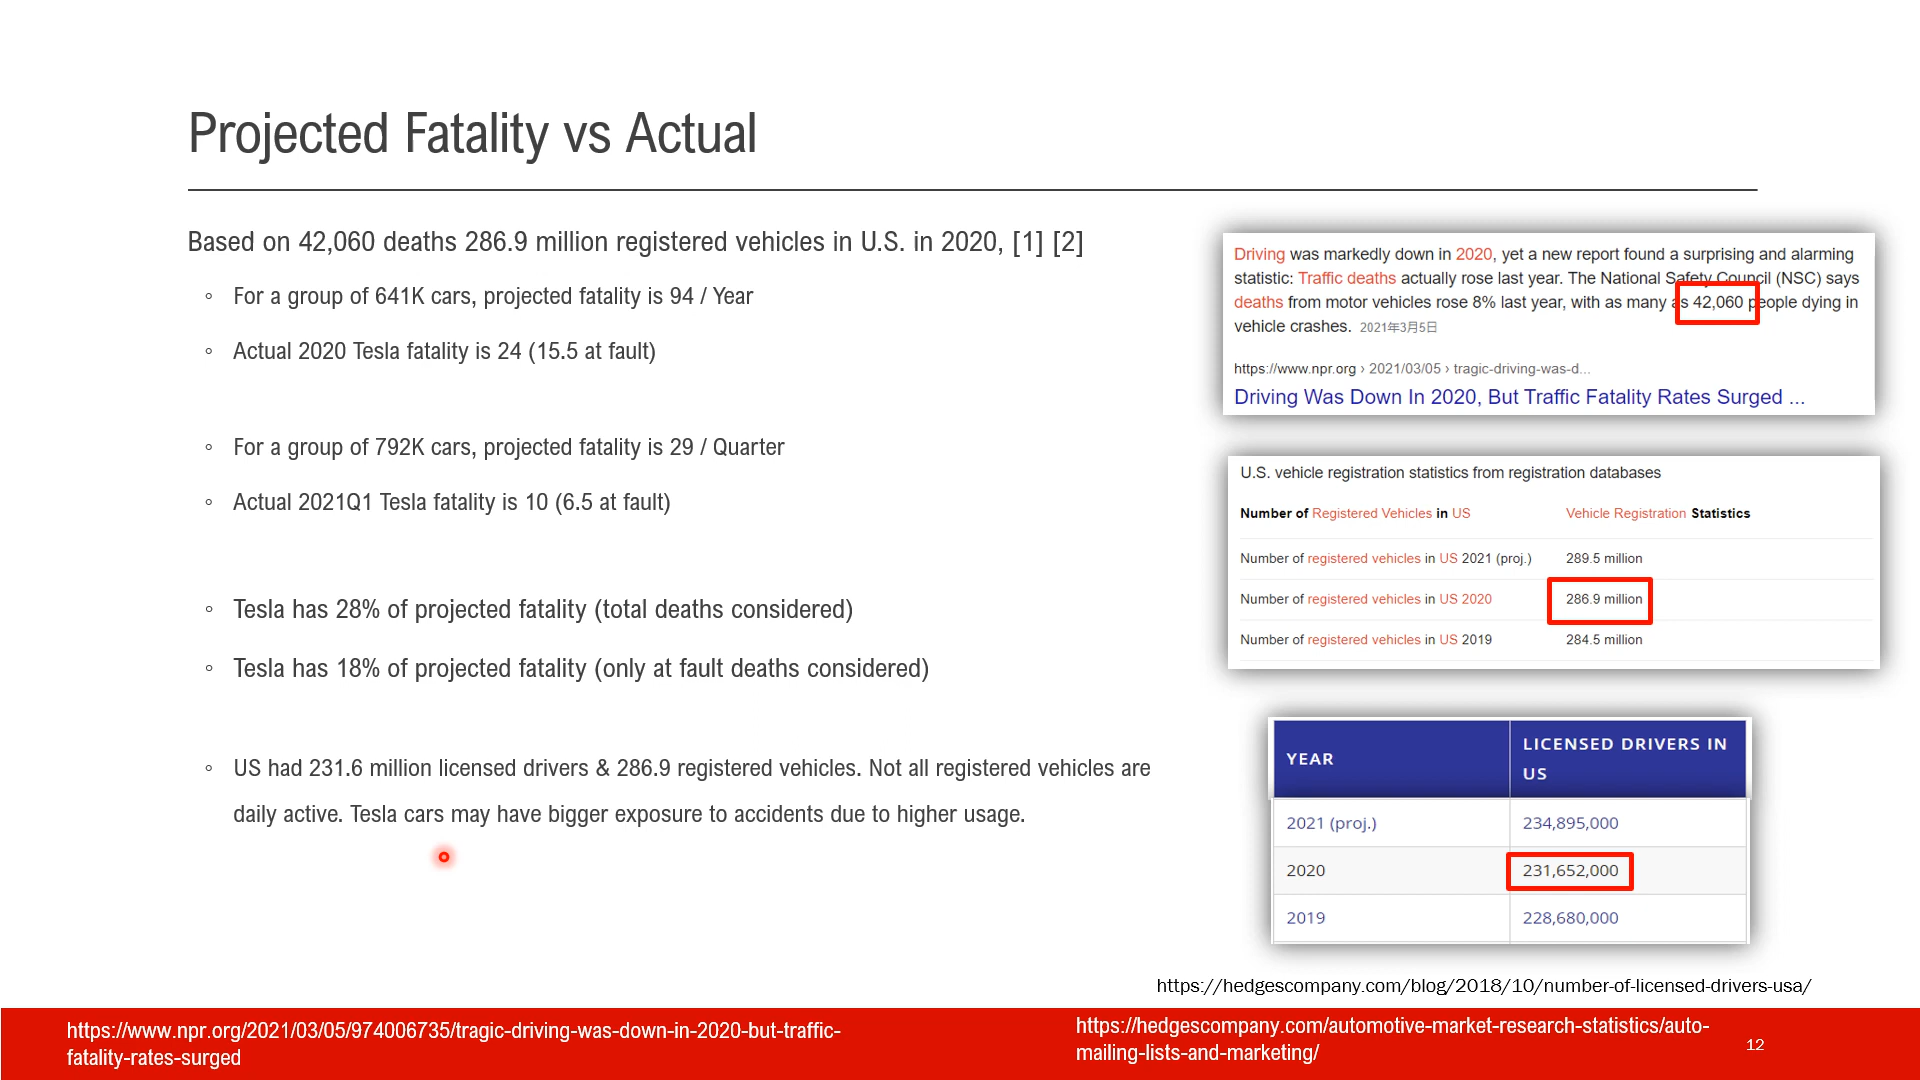 Projected Fatality vs Actual
Based on 42,060 deaths 286.9 million registered vehicles in U.S. in 2020, [1] [2]
◦ For a group of 641K cars, projected fatality is 94 / Year
◦ Actual 2020 Tesla fatality is 24 (15.5 at fault)
◦ For a group of 792K cars, projected fatality is 29 / Quarter
◦ Actual 2021Q1 Tesla fatality is 10 (6.5 at fault)
◦ Tesla has 28% of projected fatality (total deaths considered)
◦ Tesla has 18% of projected fatality (only at fault deaths considered)
◦ US had 231.6 million licensed drivers & 286.9 registered vehicles. Not all registered vehicles are
daily active. Tesla cars may have bigger exposure to accidents due to higher usage.
Driving was markedly down in 2020, yet a new report found a surprising and alarming
statistic: Traffic deaths actually rose last year. The National Safety Council (NSC) says
deaths from motor vehicles rose 8% last year, with as many as 42,060 people dying in
vehicle crashes. 2021年3月5日
https://www.npr.org › 2021/03/05 › tragic-driving-was-d...
Driving Was Down In 2020, But Traffic Fatality Rates Surged ...
U.S. vehicle registration statistics from registration databases
Number of Registered Vehicles in US Vehicle Registration Statistics
Number of registered vehicles in US 2021 (proj.) 289.5 million
Number of registered vehicles in US 2020 286.9 million
Number of registered vehicles in US 2019 284.5 million
YEAR LICENSED DRIVERS IN
US
2021 (proj.) 234,895,000
2020 231,652,000
2019 228,680,000
https://hedgescompany.com/blog/2018/10/number-of-licensed-drivers-usa/
https://www.npr.org/2021/03/05/974006735/tragic-driving-was-down-in-2020-but-traffic-
fatality-rates-surged
https://hedgescompany.com/automotive-market-research-statistics/auto-
mailing-lists-and-marketing/
12